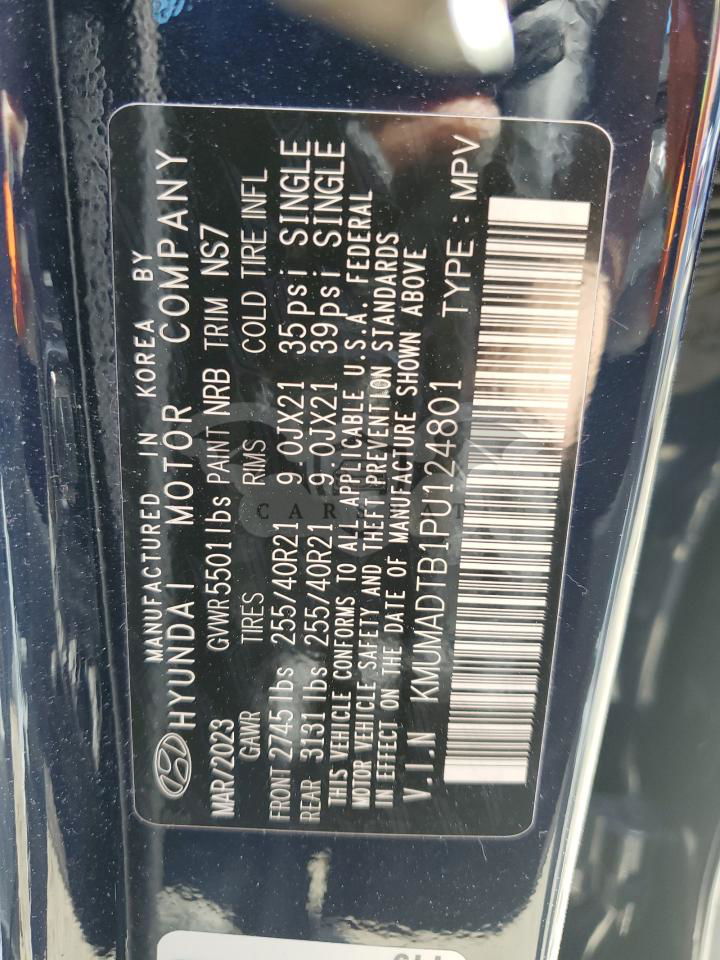 MANUFACTURED IN KOREA BY
HYUNDAI MOTOR COMPANY
MAR/2023 GVWR 5501 lbs PAINT NRB TRIM NS7
GAWR TIRES RIMS COLD TIRE INFL
FRONT 2745 lbs 255/40R21 9.0JX21 35psi SINGLE
REAR 3131 lbs 255/40R21 9.0JX21 39psi SINGLE
THIS VEHICLE CONFORMS TO ALL APPLICABLE U.S.A FEDERAL
MOTOR VEHICLE SAFETY AND THEFT PREVENTION STANDARDS
IN EFFECT ON THE DATE OF MANUFACTURE SHOWN ABOVE
V.I.N KMUMADTB1PU124801 TYPE : MPV